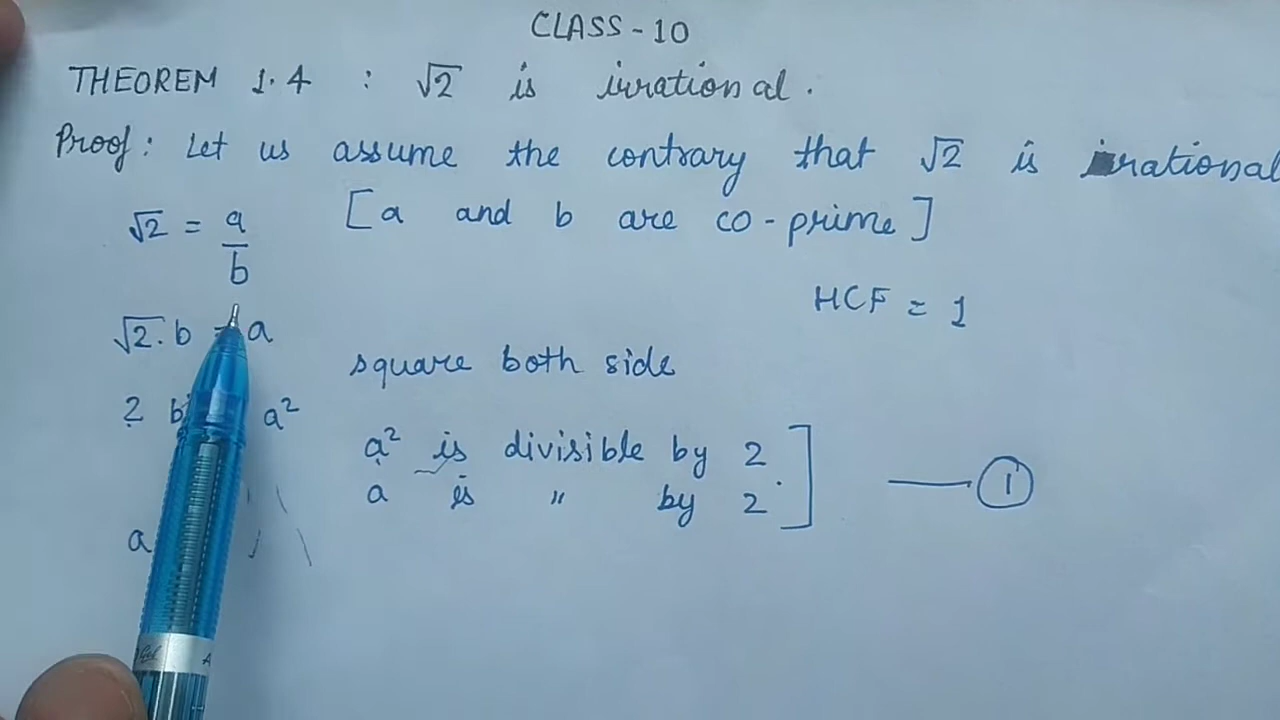 CLASS - 10
THEOREM 1.4 : √2 is irrational.
Proof: Let us assume the contrary that √2 is rational
√2 = a/b [a and b are co-prime]
HCF = 1
√2. b = a
square both side
2 b a²
a² is divisible by 2
a is " by 2.
1
a